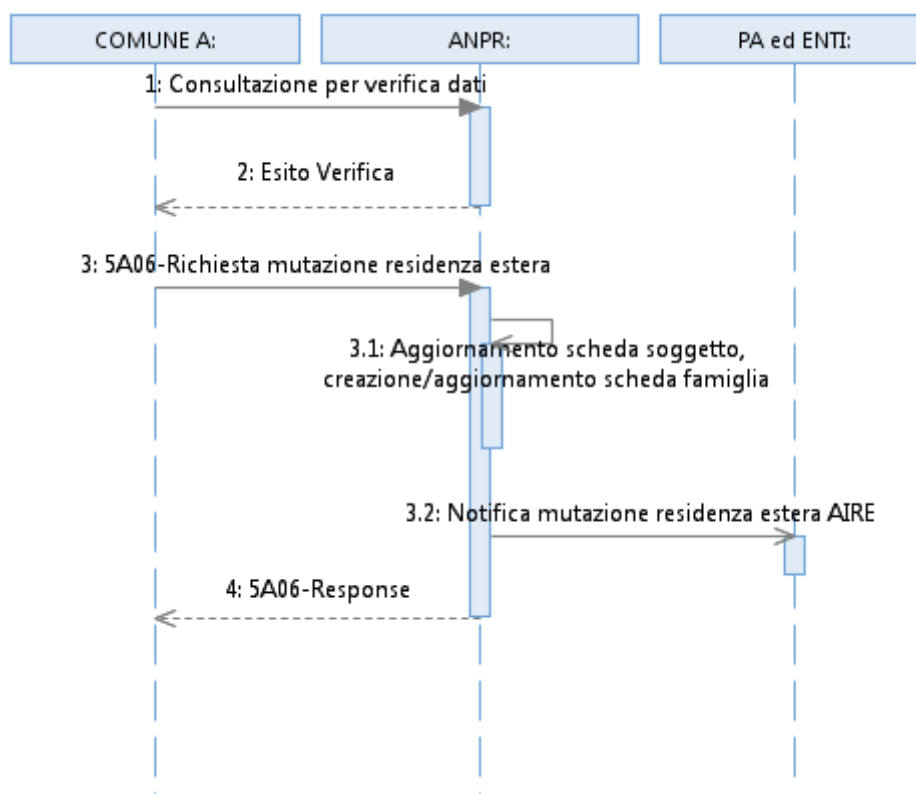 COMUNE A:
ANPR:
PA ed ENTI:
1: Consultazione per verifica dati
2: Esito Verifica
3: 5A06-Richiesta mutazione residenza estera
3.1: Aggiornamento scheda soggetto,
creazione/aggiornamento scheda famiglia
3.2: Notifica mutazione residenza estera AIRE
4: 5A06-Response